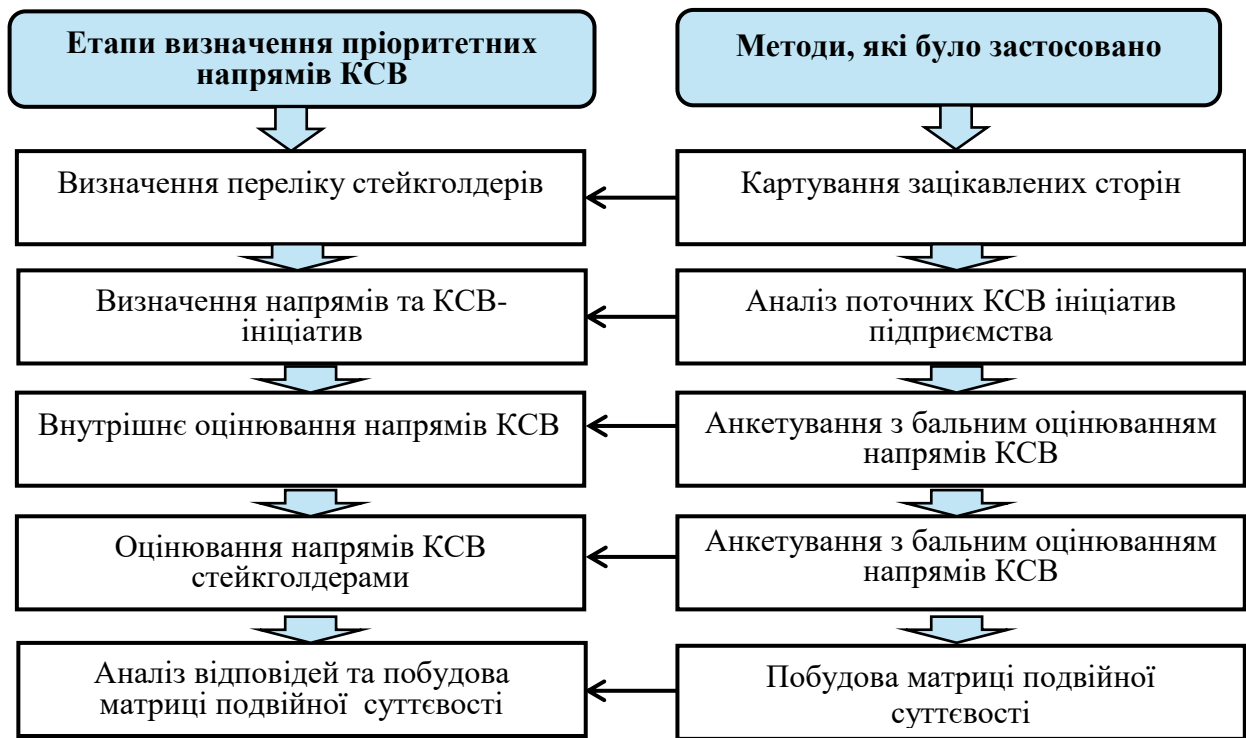 Етапи визначення пріоритетних
напрямів КСВ
Методи, які було застосовано
Визначення переліку стейкголдерів
Картування зацікавлених сторін
Визначення напрямів та КСВ-
ініціатив
Аналіз поточних КСВ ініціатив
підприємства
Внутрішнє оцінювання напрямів КСВ
Анкетування з бальним оцінюванням
напрямів КСВ
Оцінювання напрямів КСВ
стейкголдерами
Анкетування з бальним оцінюванням
напрямів КСВ
Аналіз відповідей та побудова
матриці подвійної суттєвості
Побудова матриці подвійної
суттєвості